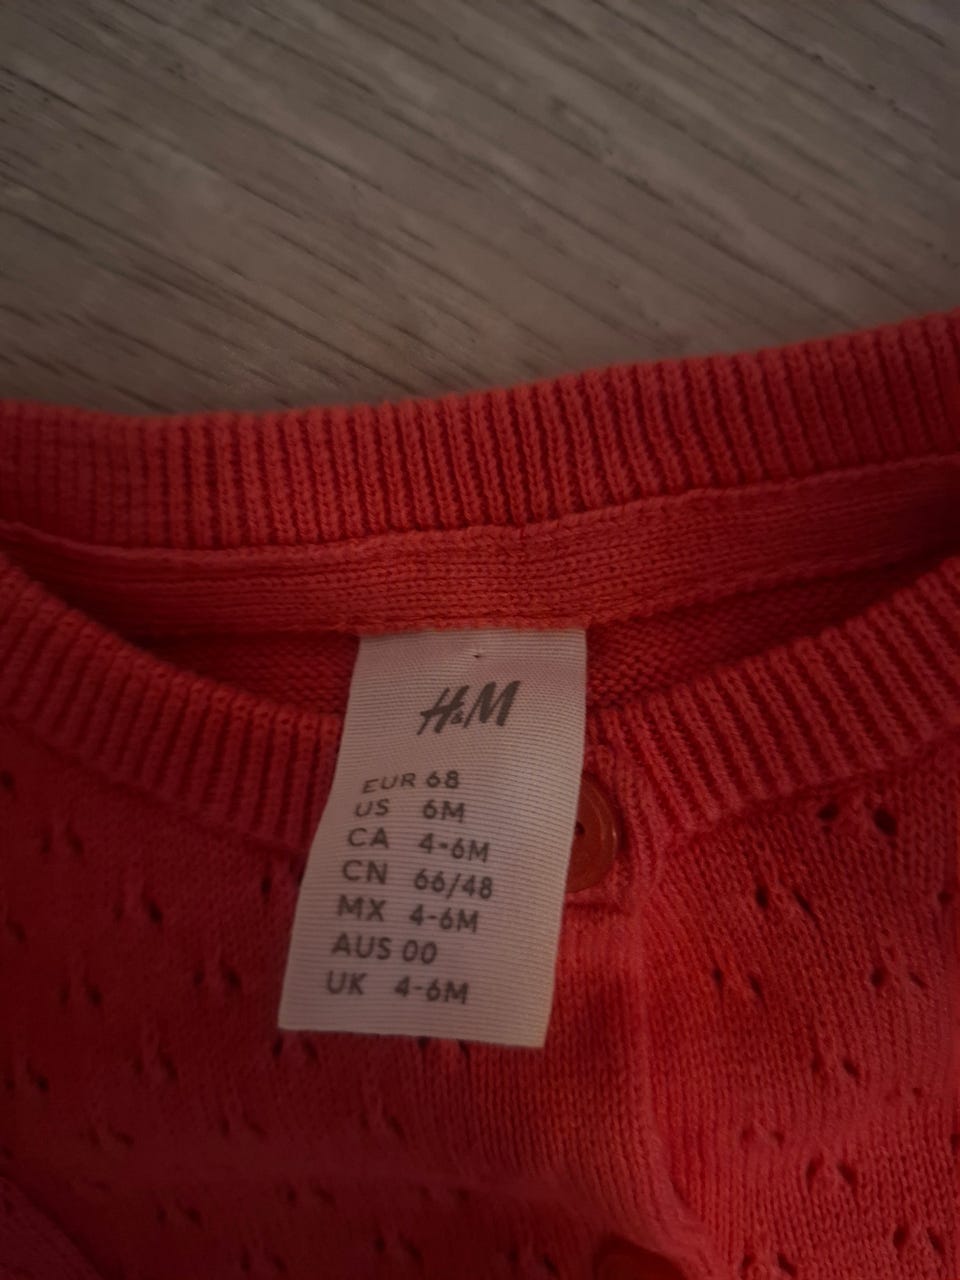 H&M
EUR 68
US 6M
CA 4-6M
CN 66/48
MX 4-6M
AUS 00
UK 4-6M